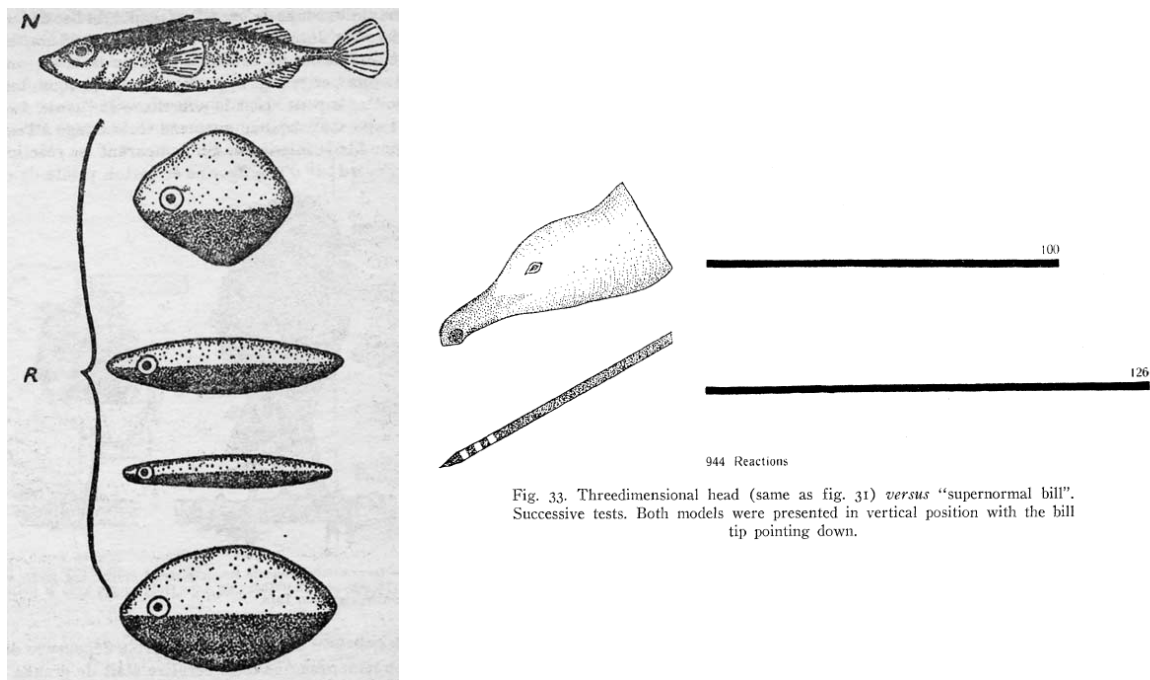 N
R
100
126
944 Reactions
Fig. 33. Threedimensional head (same as fig. 31) versus “supernormal bill”.
Successive tests. Both models were presented in vertical position with the bill
tip pointing down.